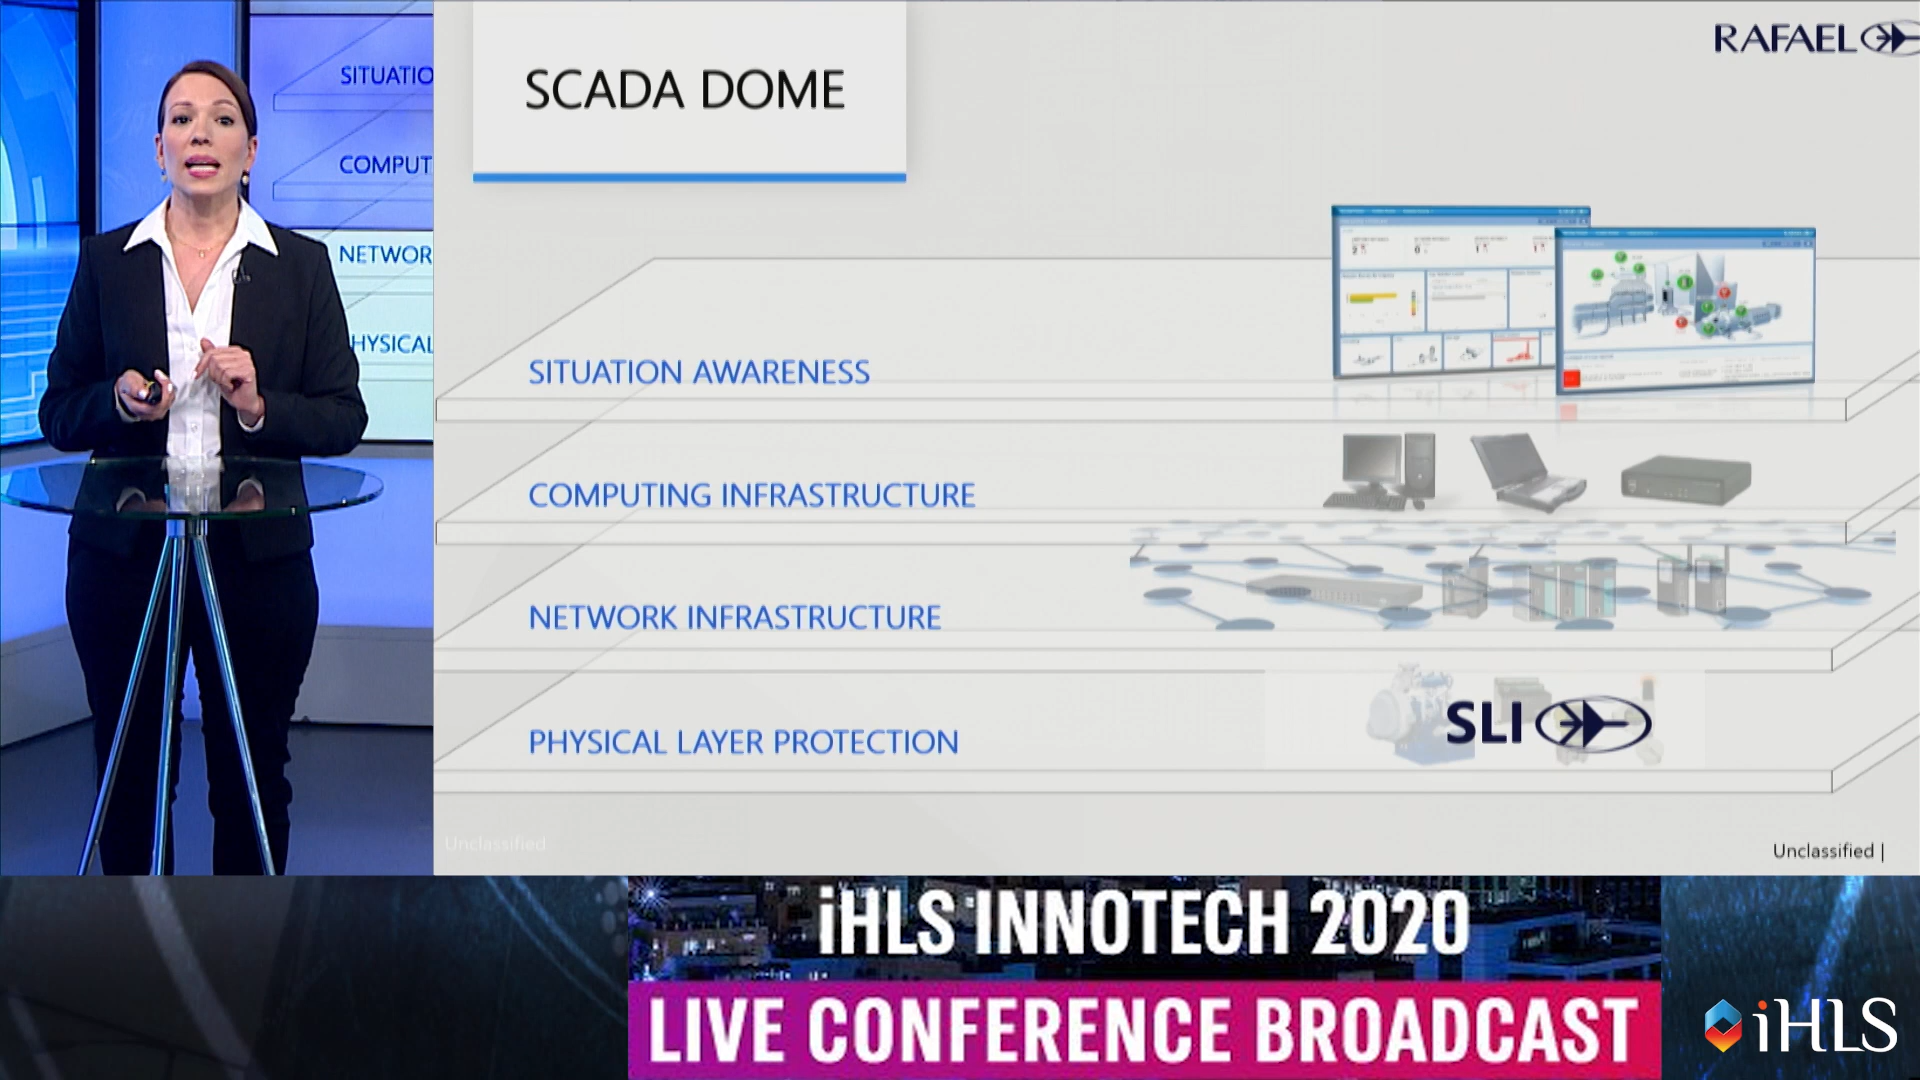 SITUATIO
COMPUT
NETWOR
HYSICAL
SCADA DOME
RAFAEL
SITUATION AWARENESS
COMPUTING INFRASTRUCTURE
NETWORK INFRASTRUCTURE
PHYSICAL LAYER PROTECTION
SLI
Unclassified
Unclassified |
iHLS INNOTECH 2020
LIVE CONFERENCE BROADCAST
iHLS